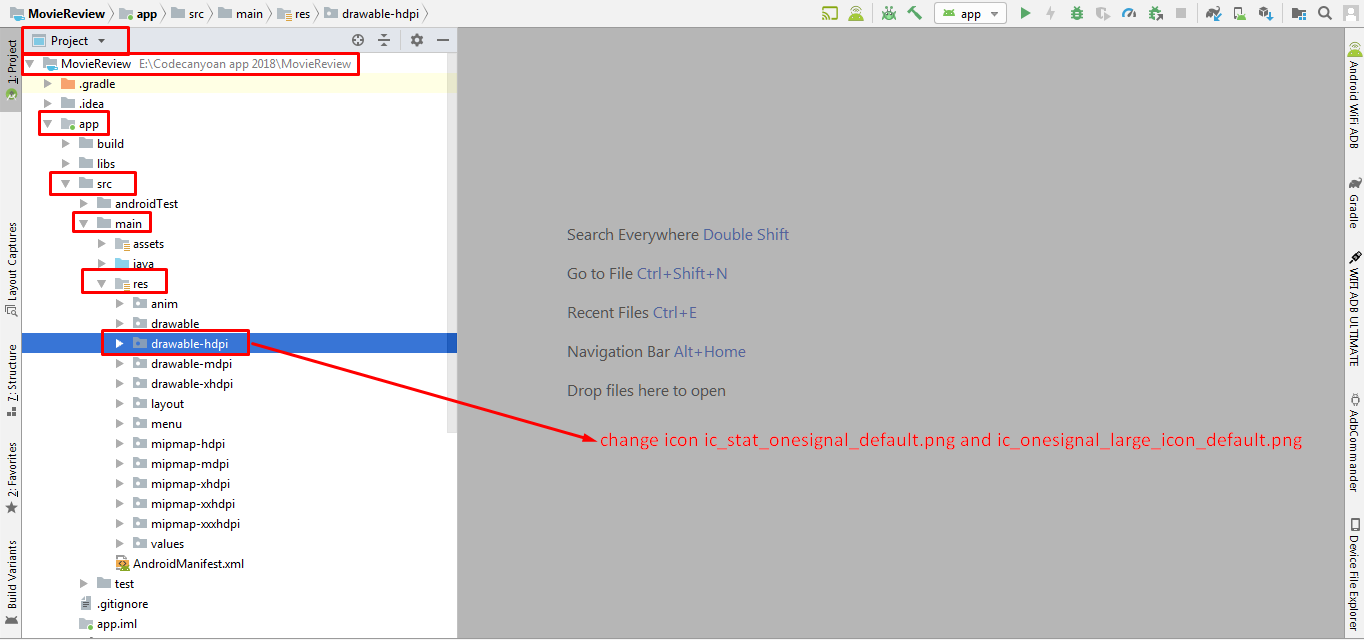 MovieReview app src main res drawable-hdpi
app
Project
MovieReview E:\Codecanyoan app 2018\MovieReview
.gradle
.idea
app
build
libs
src
androidTest
main
assets
java
res
anim
drawable
drawable-hdpi
drawable-mdpi
drawable-xhdpi
layout
menu
mipmap-hdpi
mipmap-mdpi
mipmap-xhdpi
mipmap-xxhdpi
mipmap-xxxhdpi
values
AndroidManifest.xml
test
.gitignore
app.iml
1: Project
Layout Captures
7: Structure
2: Favorites
Build Variants
Search Everywhere Double Shift
Go to File Ctrl+Shift+N
Recent Files Ctrl+E
Navigation Bar Alt+Home
Drop files here to open
change icon ic_stat_onesignal_default.png and ic_onesignal_large_icon_default.png
Android WiFi ADB
Gradle
WIFI ADB ULTIMATE
AdbCommander
Device File Explorer